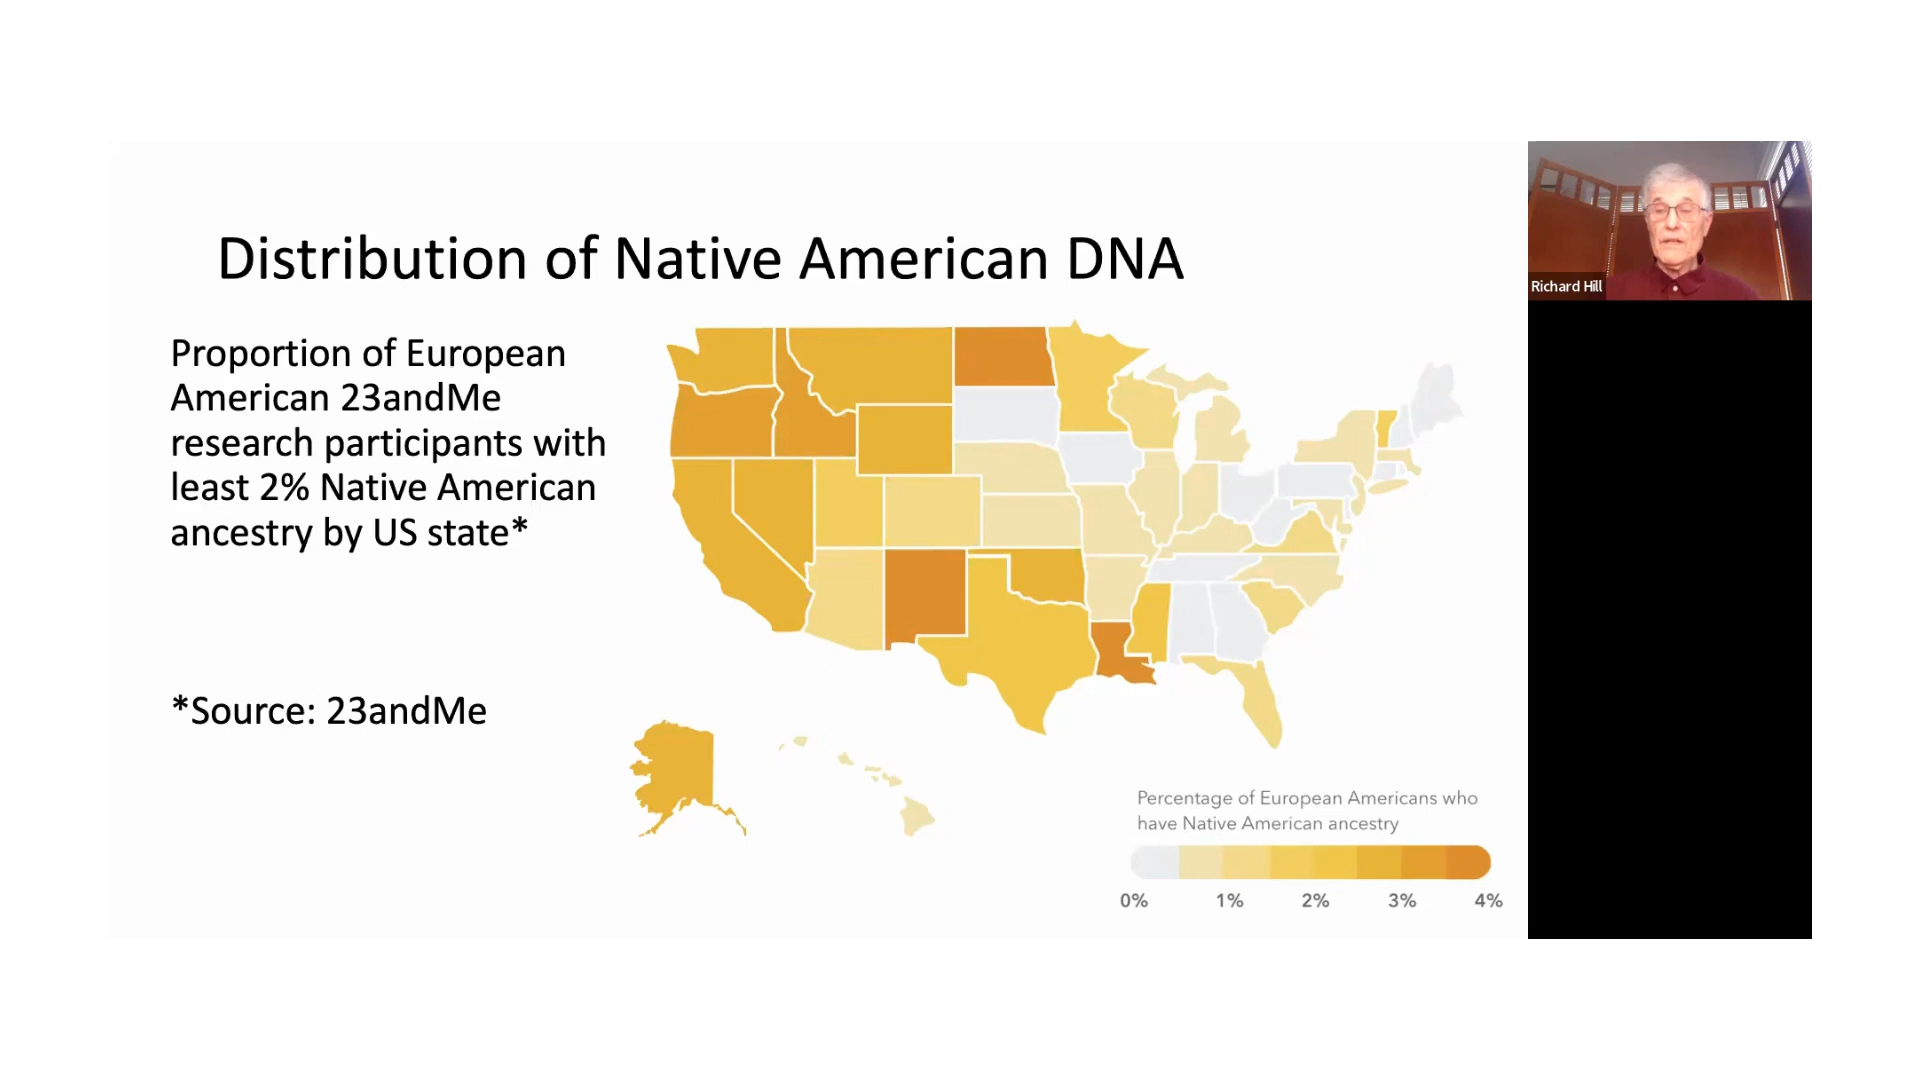 Distribution of Native American DNA
Proportion of European
American 23andMe
research participants with
least 2% Native American
ancestry by US state*
*Source: 23andMe
Percentage of European Americans who
have Native American ancestry
0% 1% 2% 3% 4%
Richard Hill